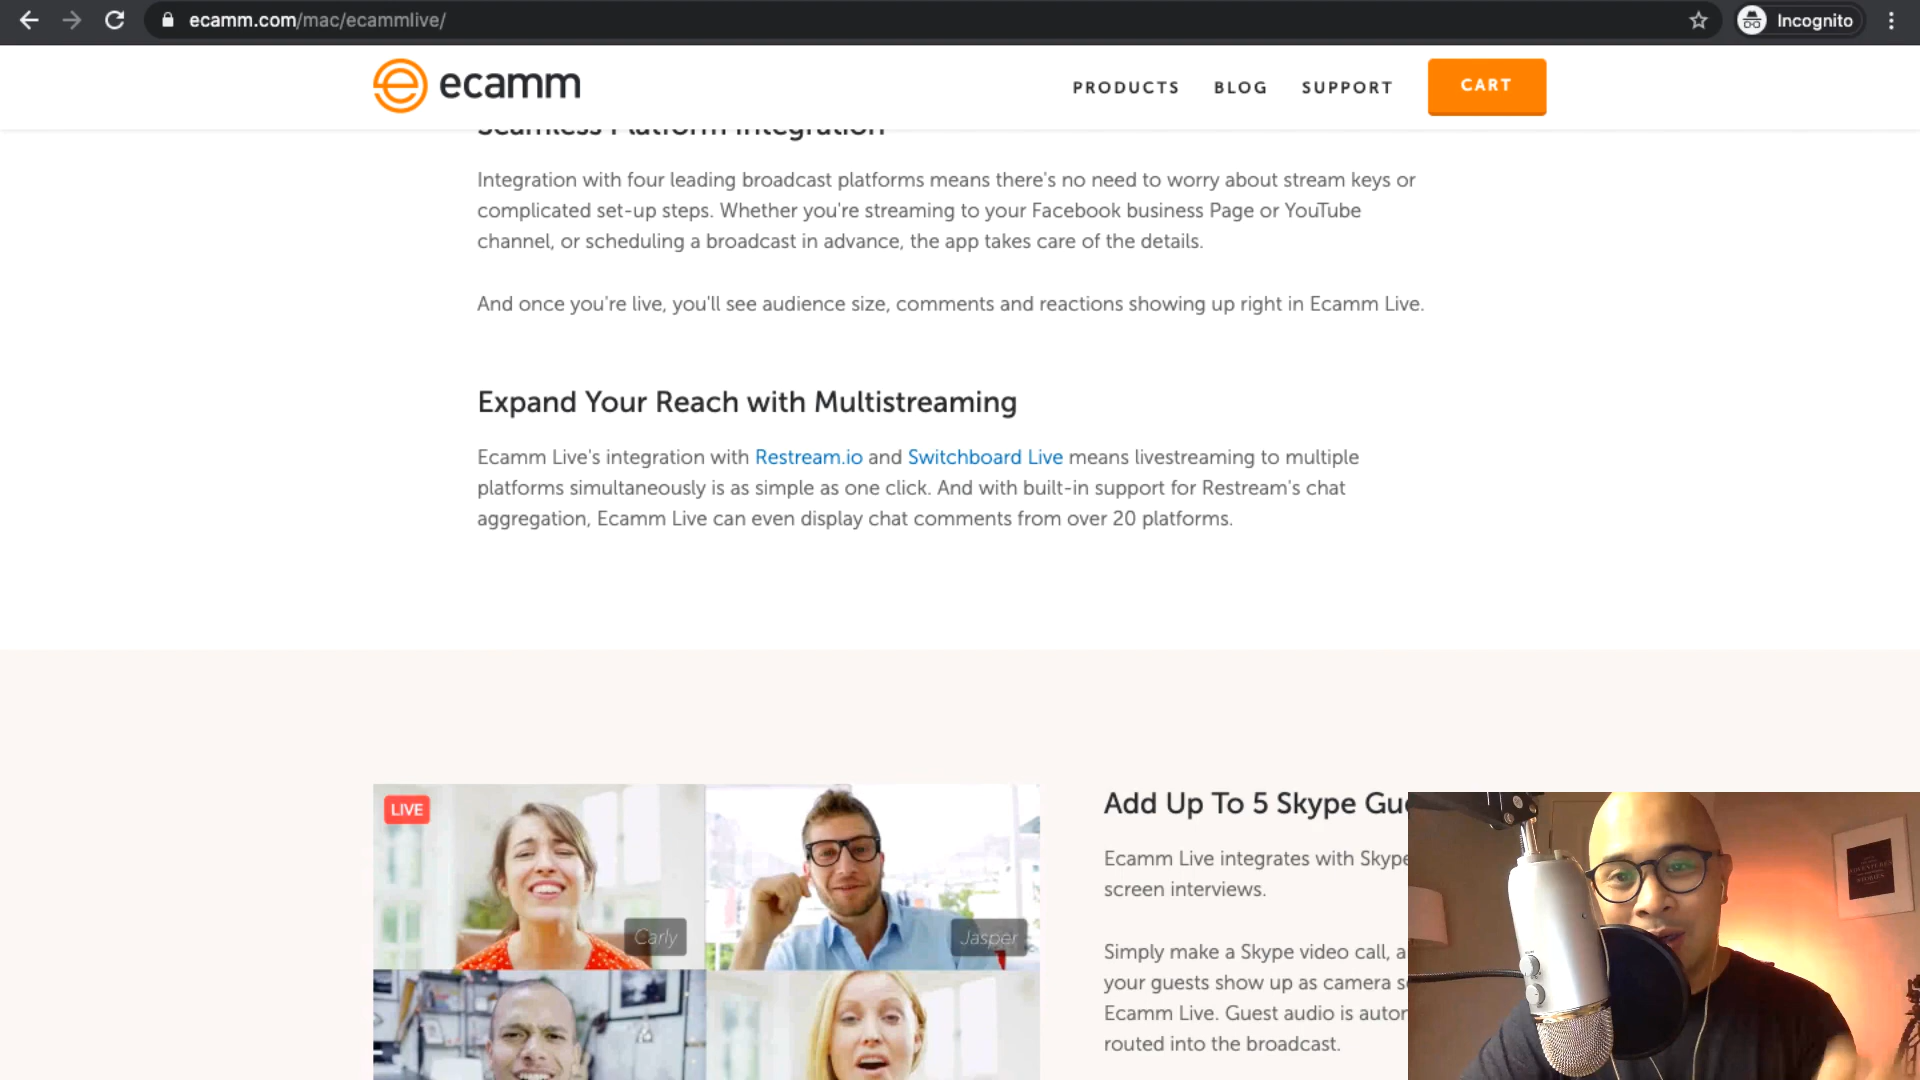 ecamm.com/mac/ecammlive/
Incognito
ecamm
PRODUCTS
BLOG
SUPPORT
CART
Seamless Platform Integration
Integration with four leading broadcast platforms means there's no need to worry about stream keys or
complicated set-up steps. Whether you're streaming to your Facebook business Page or YouTube
channel, or scheduling a broadcast in advance, the app takes care of the details.
And once you're live, you'll see audience size, comments and reactions showing up right in Ecamm Live.
Expand Your Reach with Multistreaming
Ecamm Live's integration with Restream.io and Switchboard Live means livestreaming to multiple
platforms simultaneously is as simple as one click. And with built-in support for Restream's chat
aggregation, Ecamm Live can even display chat comments from over 20 platforms.
LIVE
Carly
Jasper
Add Up To 5 Skype Gu
Ecamm Live integrates with Skype
screen interviews.
Simply make a Skype video call, a
your guests show up as camera s
Ecamm Live. Guest audio is autor
routed into the broadcast.